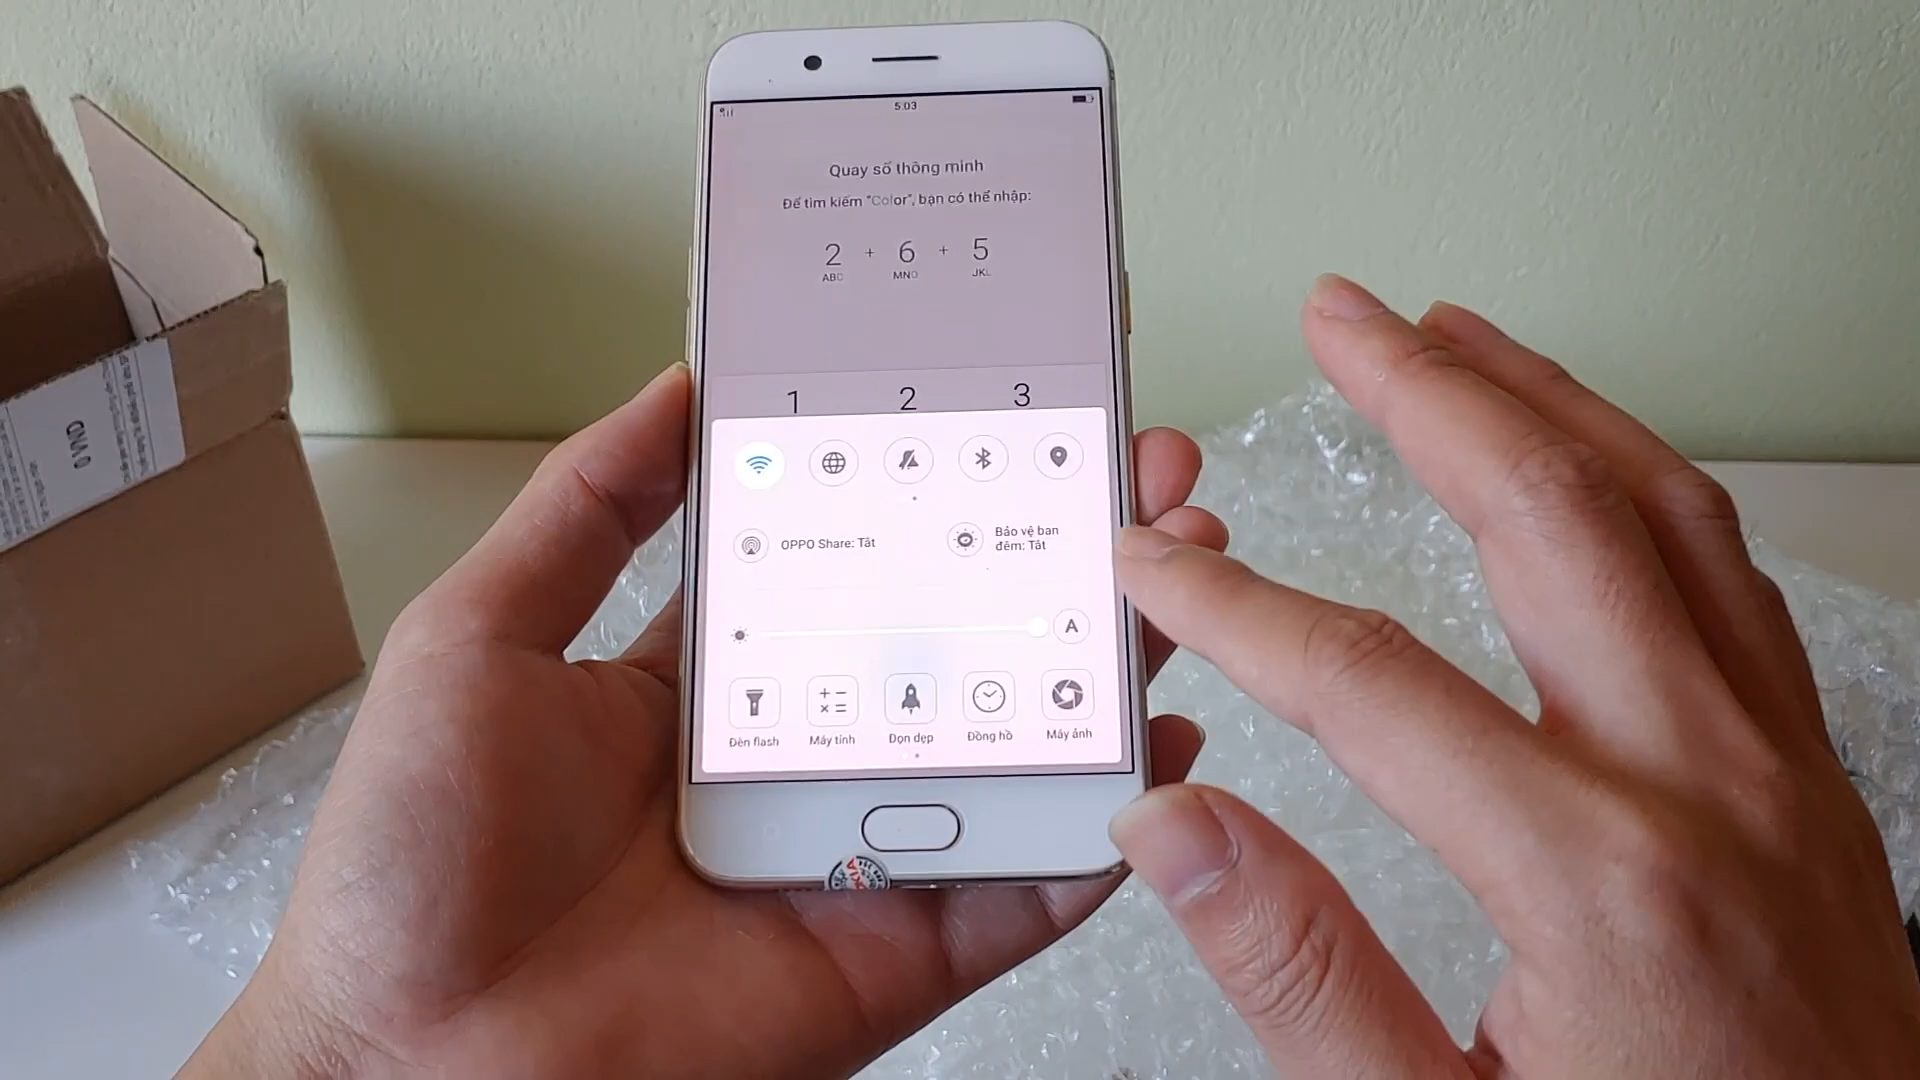 5:03
Quay số thông minh
Để tìm kiếm "Color", bạn có thể nhập:
2 + 6 + 5
ABC MNO JKL
1 2 3
OPPO Share: Tắt
Bảo vệ ban
đêm: Tắt
A
Đèn flash Máy tính Dọn dẹp Đồng hồ Máy ảnh
0 VND